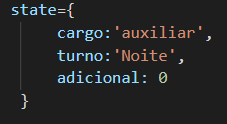 state={
cargo:'auxiliar',
turno:'Noite',
adicional: 0
}